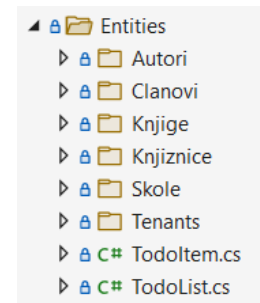 Entities
Autori
Clanovi
Knjige
Knjiznice
Skole
Tenants
C# TodoItem.cs
C# TodoList.cs